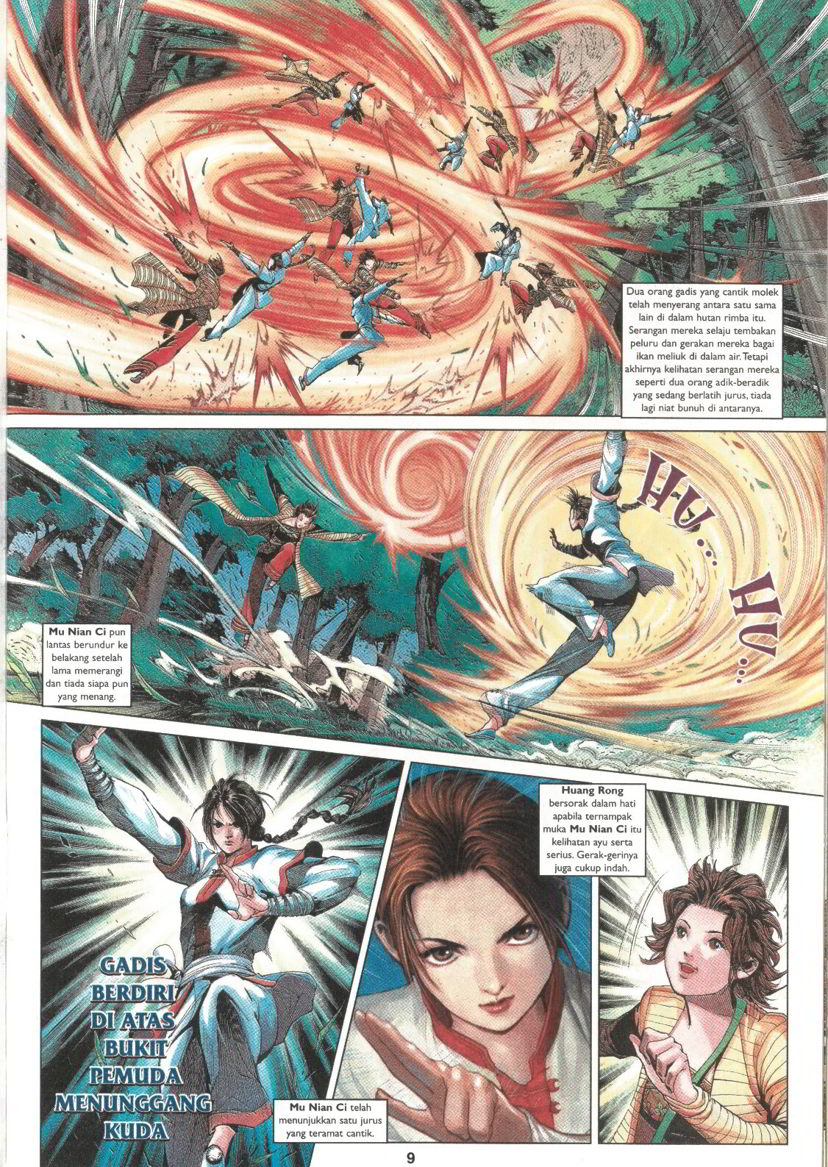 Dua orang gadis yang cantik molek
telah menyerang antara satu sama
lain di dalam hutan rimba itu.
Serangan mereka selaju tembakan
peluru dan gerakan mereka bagai
ikan meliuk di dalam air. Tetapi
akhirnya kelihatan serangan mereka
seperti dua orang adik-beradik
yang sedang berlatih jurus, tiada
lagi niat bunuh di antaranya.
HU...
HU...
Mu Nian Ci pun
lantas berundur ke
belakang setelah
lama memerangi
dan tiada siapa pun
yang menang.
GADIS
BERDIRI
DI ATAS
BUKIT
PEMUDA
MENUNGGANG
KUDA
Mu Nian Ci telah
menunjukkan satu jurus
yang teramat cantik.
Huang Rong
bersorak dalam hati
apabila ternampak
muka Mu Nian Ci itu
kelihatan ayu serta
serius. Gerak-gerinya
juga cukup indah.
9